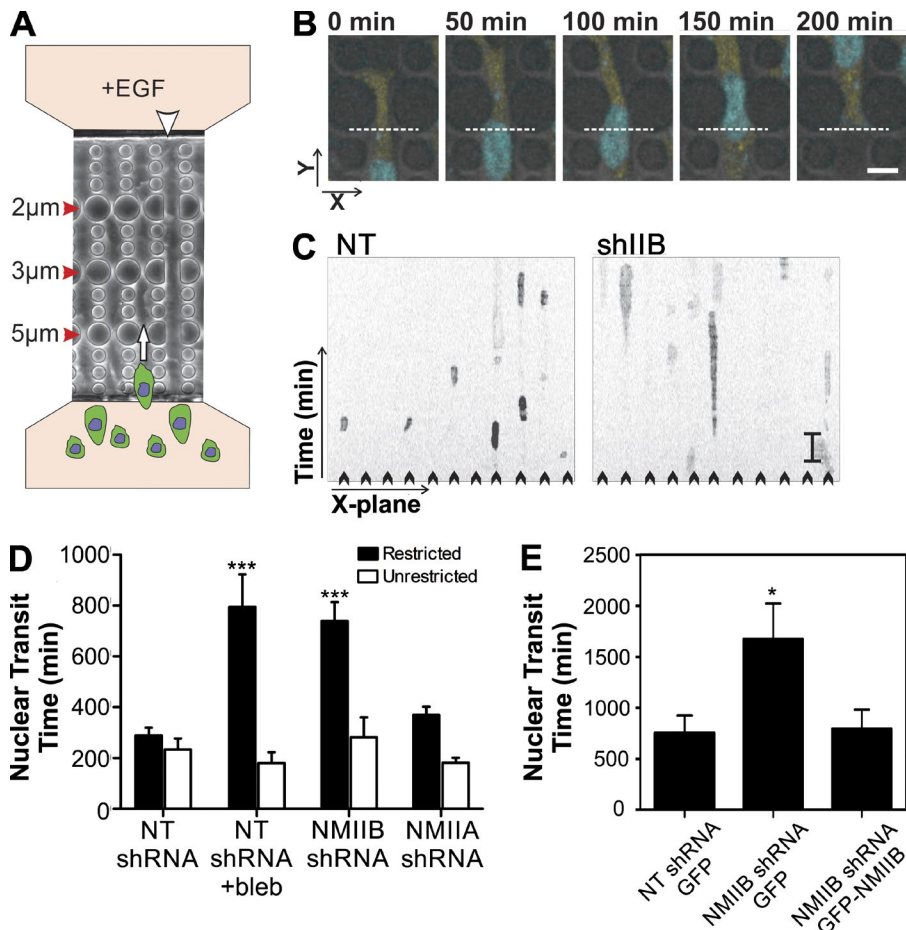 A
+EGF
2µm
3µm
5µm
B
0 min
50 min
100 min
150 min
200 min
Y
X
C
NT
shIIB
Time (min)
X-plane
D
Nuclear Transit
Time (min)
1000
800
600
400
200
0
***
***
Restricted
Unrestricted
NT
shRNA
NT
shRNA
+bleb
NMIIB
shRNA
NMIIA
shRNA
E
Nuclear Transit
Time (min)
2500
2000
1500
1000
500
0
*
NT shRNA
GFP
NMIIB shRNA
GFP
NMIIB shRNA
GFP-NMIIB